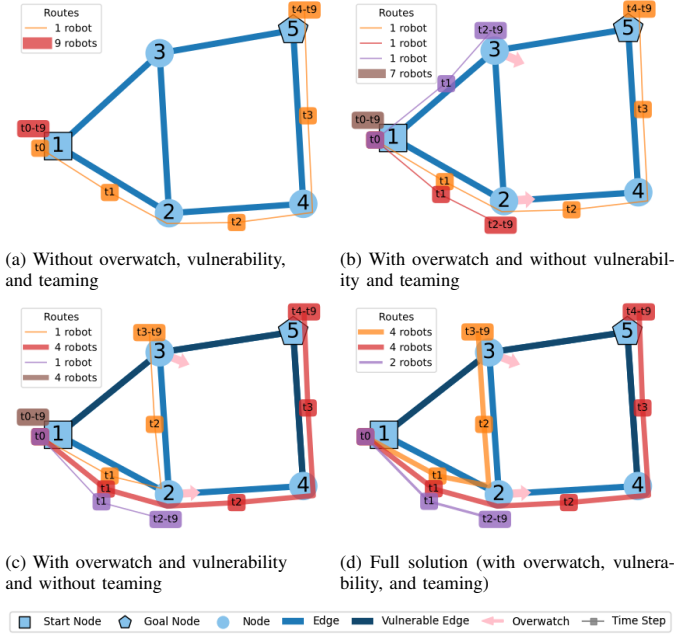 Routes
1 robot
9 robots
t4-t9
5
3
t3
t0-t9
t0
1
t1
2
t2
4
(a) Without overwatch, vulnerability,
and teaming
Routes
1 robot
1 robot
1 robot
7 robots
t2-t9
t4-t9
3
5
t1
t3
t0-t9
t0
1
t1
t1
2
t2
4
t2-t9
(b) With overwatch and without vulnerabil-
ity and teaming
Routes
1 robot
4 robots
1 robot
4 robots
t3-t9
t4-t9
3
5
t2
t3
t0-t9
t0
1
t1
t1
t1
2
t2
4
t2-t9
(c) With overwatch and vulnerability
and without teaming
Routes
4 robots
4 robots
2 robots
t3-t9
t4-t9
3
5
t2
t3
t0
1
t1
t1
t1
2
t2
4
t2-t9
(d) Full solution (with overwatch, vulnera-
bility, and teaming)
Start Node Goal Node Node Edge Vulnerable Edge Overwatch Time Step